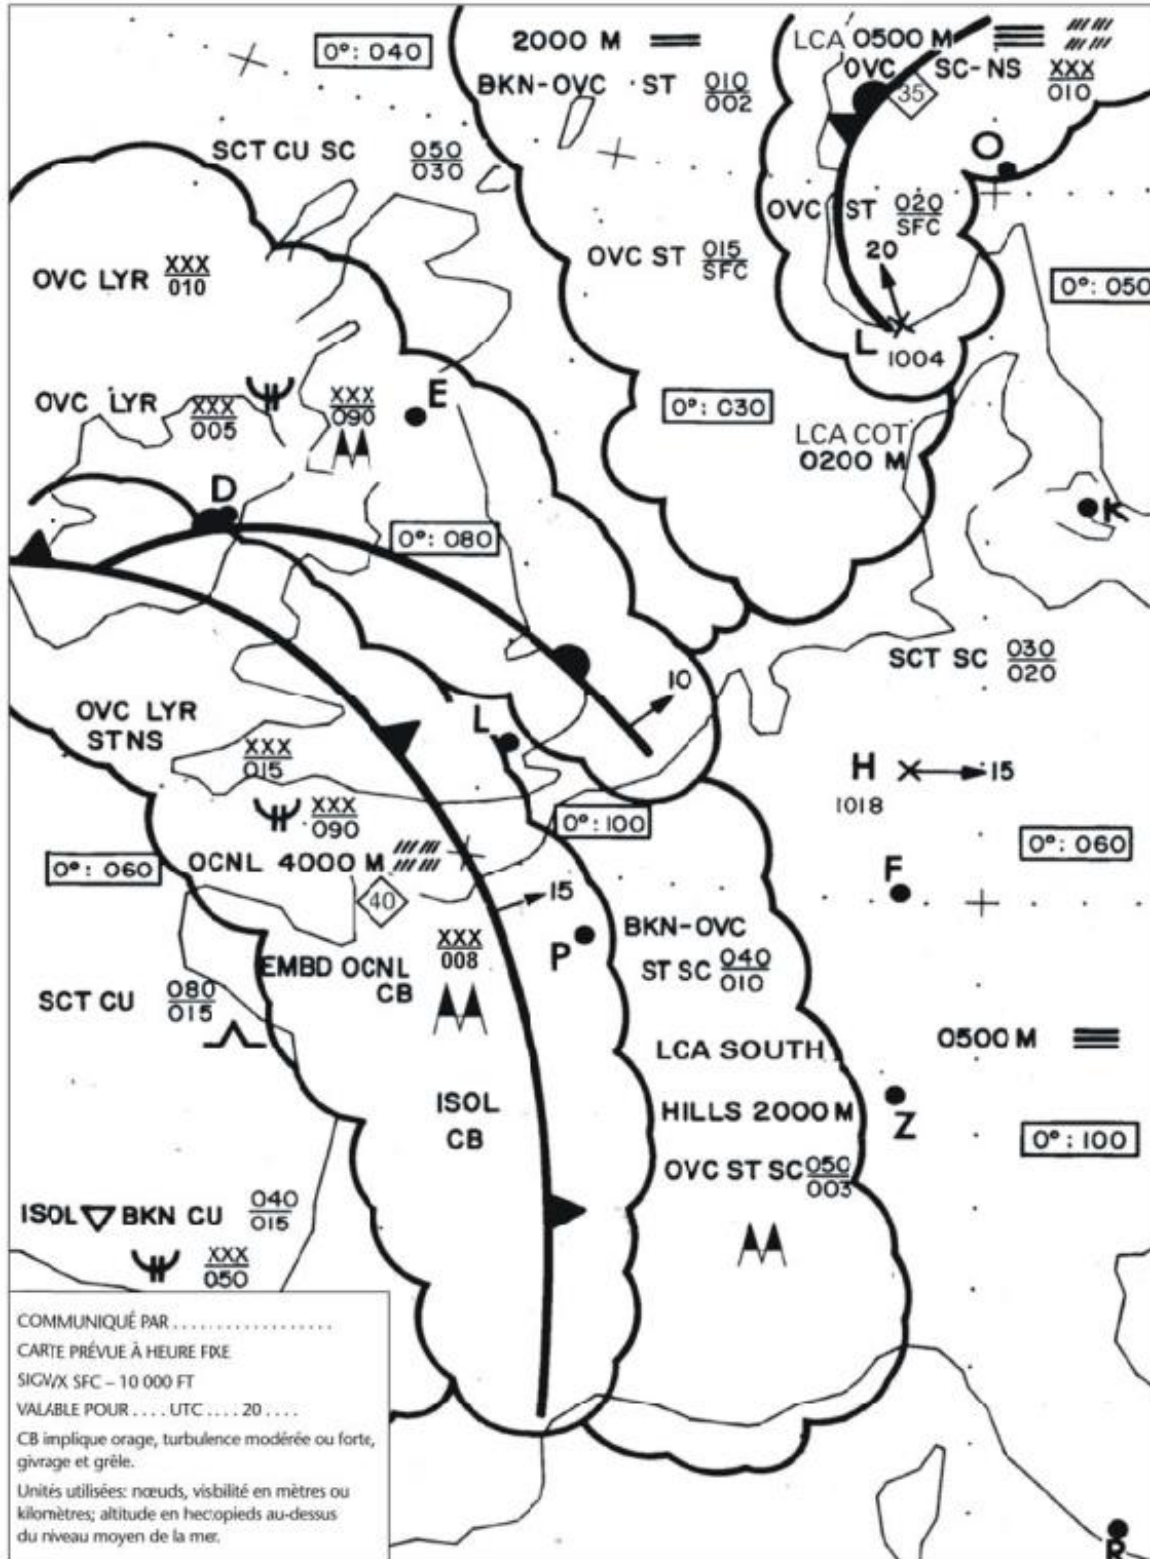 0°: 040
2000 M
BKN-OVC ST 010
002
LCA 0500 M
OVC SC-NS XXX
010
35
SCT CU SC 050
030
O
OVC ST 020
SFC
20
OVC LYR XXX
010
OVC ST 015
SFC
0°: 050
L 1004
OVC LYR XXX
005
XXX
090
E
0°: 030
LCA COT
0200 M
K
D
0°: 080
SCT SC 030
020
10
OVC LYR
STNS
XXX
015
L
H
15
1018
XXX
090
0°: 100
0°: 060
OCNL 4000 M
0°: 060
40
15
F
XXX
008
P
BKN-OVC
ST SC 040
010
EMBD OCNL
CB
SCT CU 080
015
0500 M
LCA SOUTH
HILLS 2000 M
Z
ISOL
CB
0°: 100
OVC ST SC 050
003
ISOL BKN CU 040
015
XXX
050
COMMUNIQUÉ PAR . . . . . . . . . . . . . . . . . .
CARTE PRÉVUE À HEURE FIXE
SIGWX SFC – 10 000 FT
VALABLE POUR . . . . UTC . . . . 20 . . . .
CB implique orage, turbulence modérée ou forte,
givrage et grêle.
Unités utilisées: nœuds, visbilité en mètres ou
kilomètres; altitude en hectopieds au-dessus
du niveau moyen de la mer.